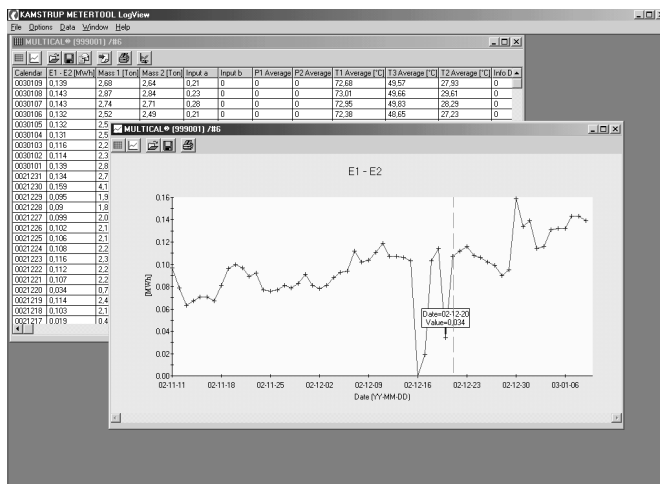 KAMSTRUP METERTOOL LogView
File Options Data Window Help
MULTICAL® (999001) /#6
Calendar E1 - E2 [MWh] Mass 1 [Ton] Mass 2 [Ton] Input a Input b P1 Average P2 Average T1 Average [°C] T3 Average [°C] T2 Average [°C] Info D
0030109 0,139 2,68 2,64 0,21 0 0 0 72,68 49,57 27,93 0
0030108 0,143 2,87 2,84 0,23 0 0 0 73,01 49,66 29,61 0
0030107 0,143 2,74 2,71 0,28 0 0 0 72,95 49,83 28,29 0
0030106 0,132 2,52 2,49 0,21 0 0 0 72,38 48,65 27,23 0
0030105 0,132 2,5
0030104 0,131 2,5
0030103 0,116 2,2
0030102 0,114 2,3
0030101 0,139 2,8
0021231 0,134 2,7
0021230 0,159 4,1
0021229 0,095 1,9
0021228 0,09 1,8
0021227 0,099 2,0
0021226 0,102 2,1
0021225 0,106 2,1
0021224 0,108 2,2
0021223 0,116 2,3
0021222 0,112 2,2
0021221 0,107 2,2
0021220 0,034 0,7
0021219 0,114 2,4
0021218 0,103 2,1
0021217 0,019 0,4
MULTICAL® (999001) /#6
E1 - E2
0.16
0.14
0.12
0.10
[MWh]
0.08
0.06
0.04
0.02
0.00
Date=02-12-20
Value=0,034
02-11-11 02-11-18 02-11-25 02-12-02 02-12-09 02-12-16 02-12-23 02-12-30 03-01-06
Date (YY-MM-DD)